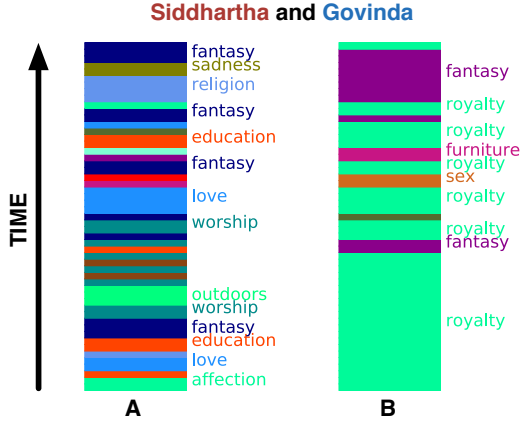 Siddhartha and Govinda
TIME
fantasy
sadness
religion
fantasy
education
fantasy
love
worship
outdoors
worship
fantasy
education
love
affection
A
fantasy
royalty
royalty
furniture
royalty
sex
royalty
royalty
fantasy
royalty
B